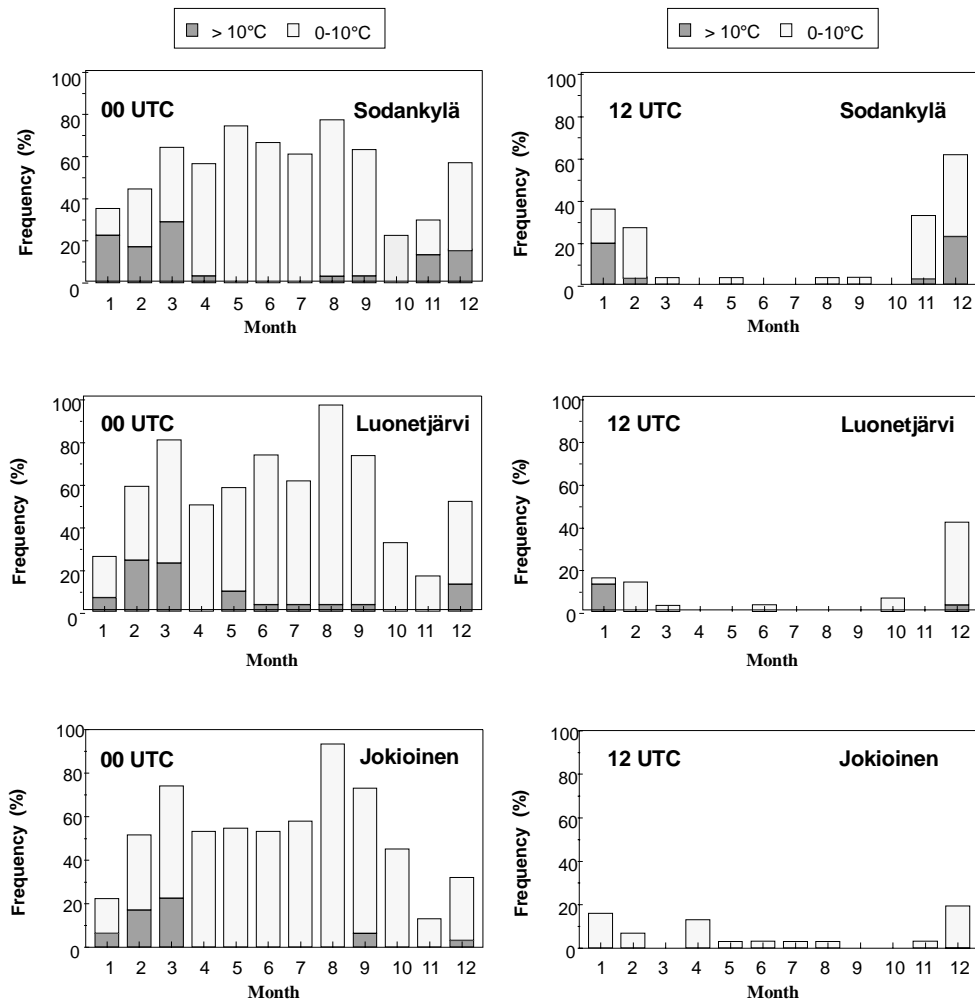 > 10°C 0-10°C
> 10°C 0-10°C
100
80
60
40
20
0
Frequency (%)
00 UTC Sodankylä
1 2 3 4 5 6 7 8 9 10 11 12
Month
100
80
60
40
20
0
Frequency (%)
12 UTC Sodankylä
1 2 3 4 5 6 7 8 9 10 11 12
Month
100
80
60
40
20
0
Frequency (%)
00 UTC Luonetjärvi
1 2 3 4 5 6 7 8 9 10 11 12
Month
100
80
60
40
20
0
Frequency (%)
12 UTC Luonetjärvi
1 2 3 4 5 6 7 8 9 10 11 12
Month
100
80
60
40
20
0
Frequency (%)
00 UTC Jokioinen
1 2 3 4 5 6 7 8 9 10 11 12
Month
100
80
60
40
20
0
Frequency (%)
12 UTC Jokioinen
1 2 3 4 5 6 7 8 9 10 11 12
Month